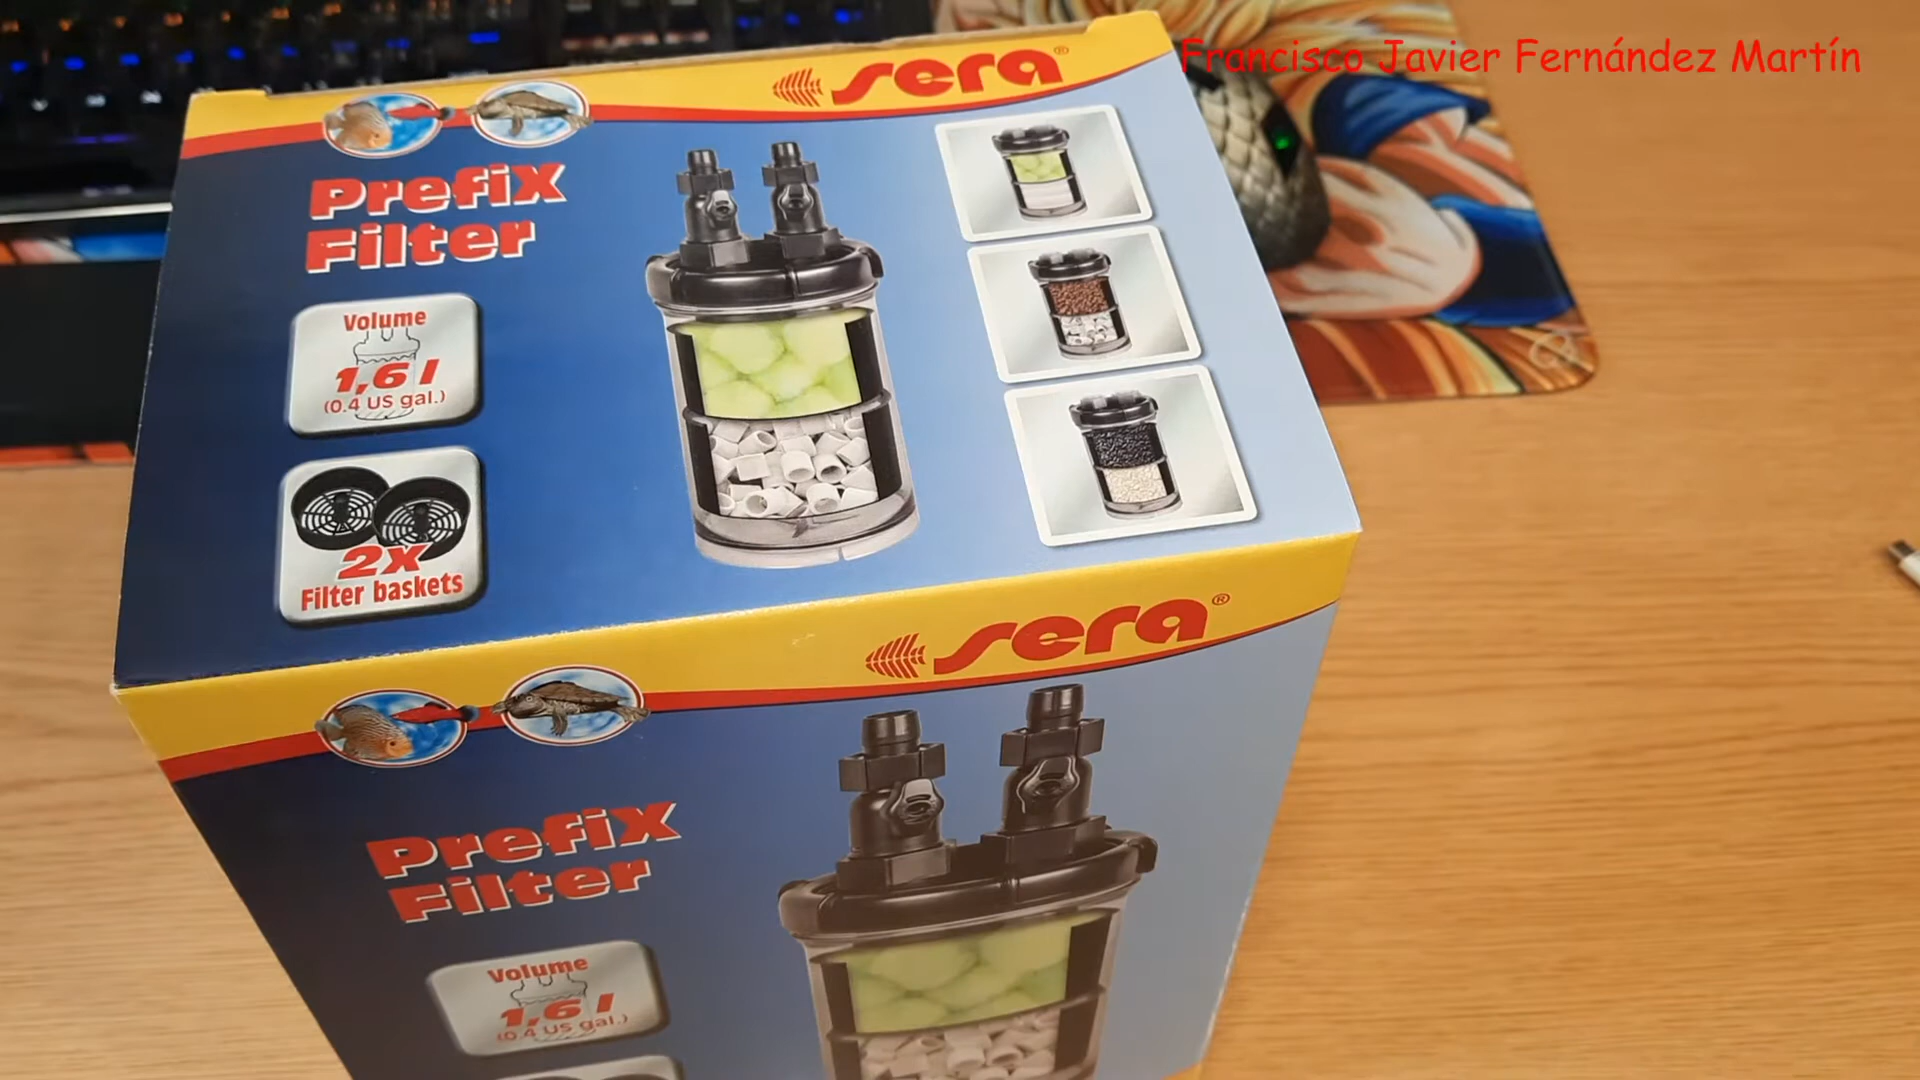 Francisco Javier Fernández Martín
sera®
Prefix
Filter
Volume
1,6 l
(0.4 US gal.)
2x
Filter baskets
sera®
Prefix
Filter
Volume
1,6 l
(0.4 US gal.)